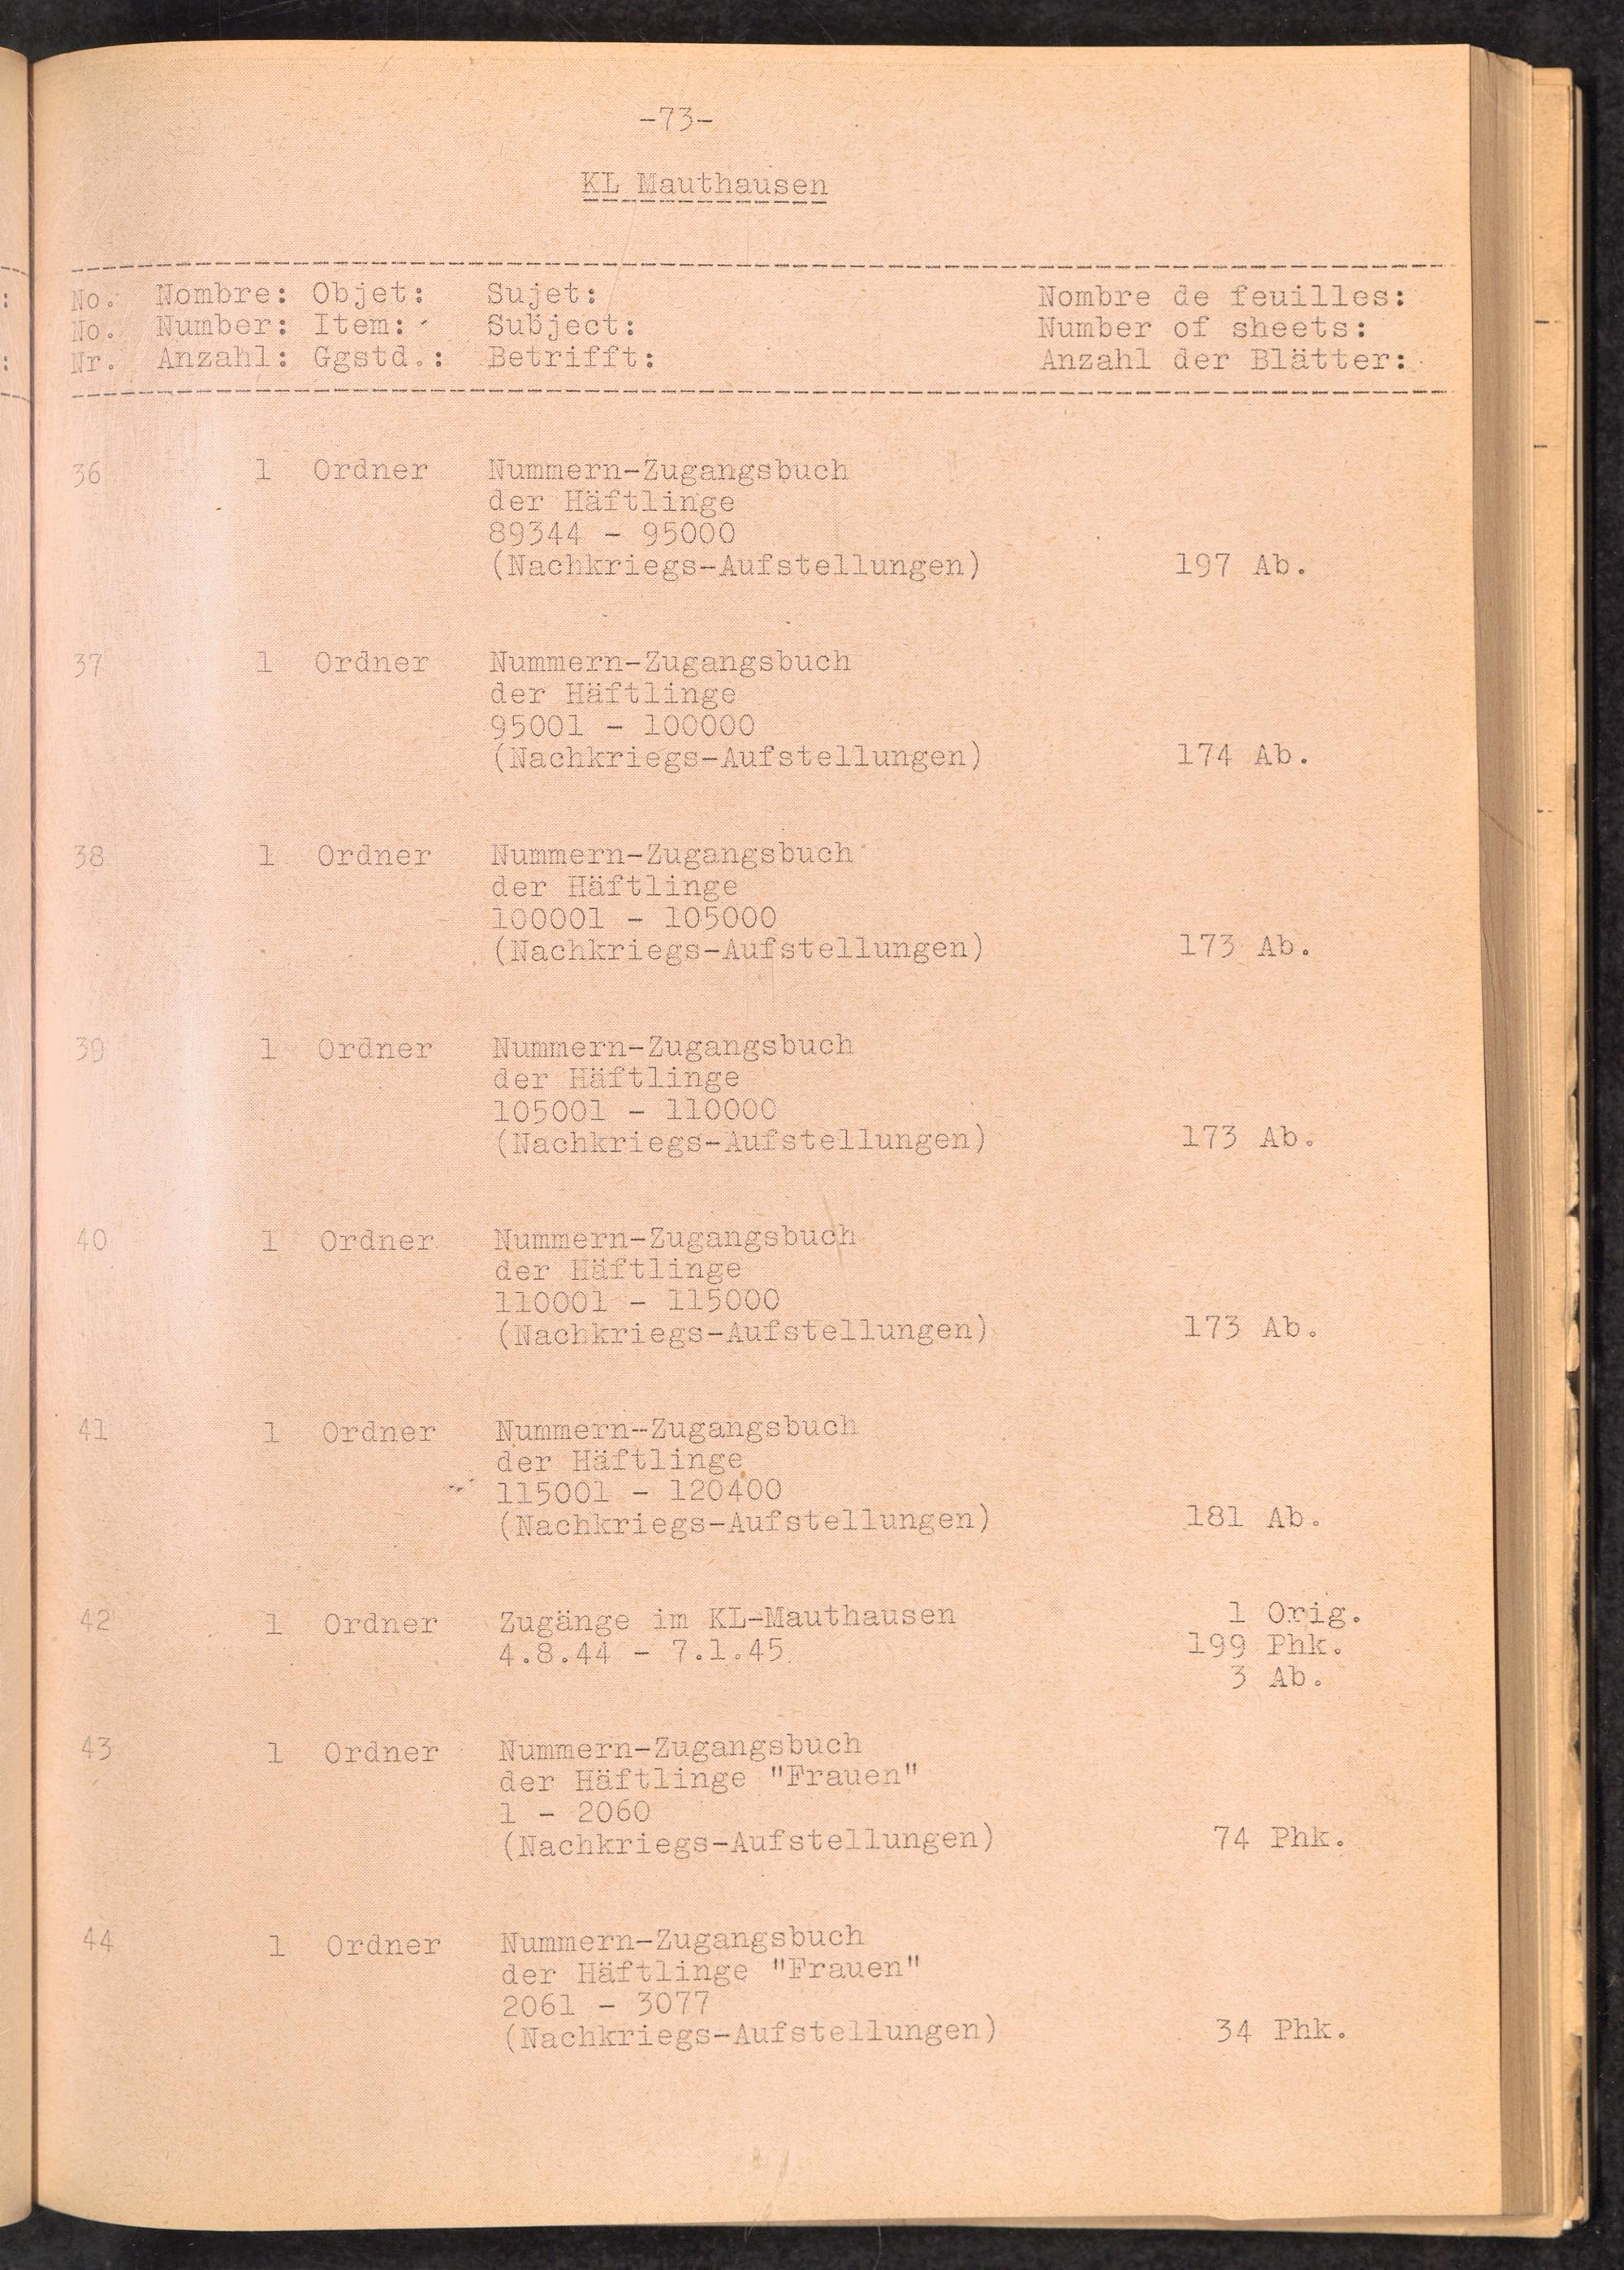 -73-
KL Mauthausen
No. Nombre: Objet: Sujet: Nombre de feuilles:
No. Number: Item: Subject: Number of sheets:
Nr. Anzahl: Ggstd.: Betrifft: Anzahl der Blätter:
36 1 Ordner Nummern-Zugangsbuch
der Häftlinge
89344 - 95000
(Nachkriegs-Aufstellungen) 197 Ab.
37 1 Ordner Nummern-Zugangsbuch
der Häftlinge
95001 - 100000
(Nachkriegs-Aufstellungen) 174 Ab.
38 1 Ordner Nummern-Zugangsbuch
der Häftlinge
100001 - 105000
(Nachkriegs-Aufstellungen) 173 Ab.
39 1 Ordner Nummern-Zugangsbuch
der Häftlinge
105001 - 110000
(Nachkriegs-Aufstellungen) 173 Ab.
40 1 Ordner Nummern-Zugangsbuch
der Häftlinge
110001 - 115000
(Nachkriegs-Aufstellungen) 173 Ab.
41 1 Ordner Nummern-Zugangsbuch
der Häftlinge
115001 - 120400
(Nachkriegs-Aufstellungen) 181 Ab.
42 1 Ordner Zugänge im KL-Mauthausen 1 Orig.
4.8.44 - 7.1.45 199 Phk.
3 Ab.
43 1 Ordner Nummern-Zugangsbuch
der Häftlinge "Frauen"
1 - 2060
(Nachkriegs-Aufstellungen) 74 Phk.
44 1 Ordner Nummern-Zugangsbuch
der Häftlinge "Frauen"
2061 - 3077
(Nachkriegs-Aufstellungen) 34 Phk.